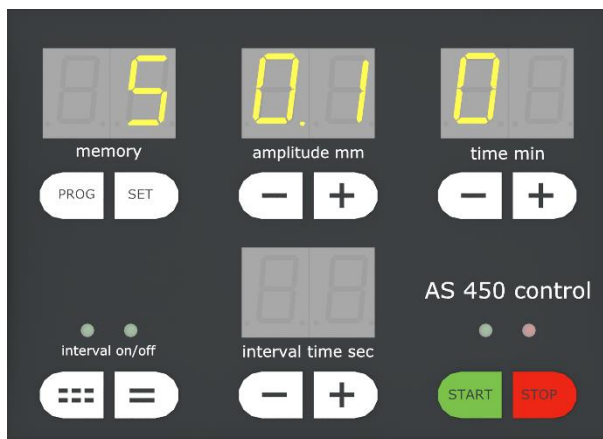 5 0.1 0
memory amplitude mm time min
PROG SET − + − +
AS 450 control
interval on/off interval time sec
− + START STOP